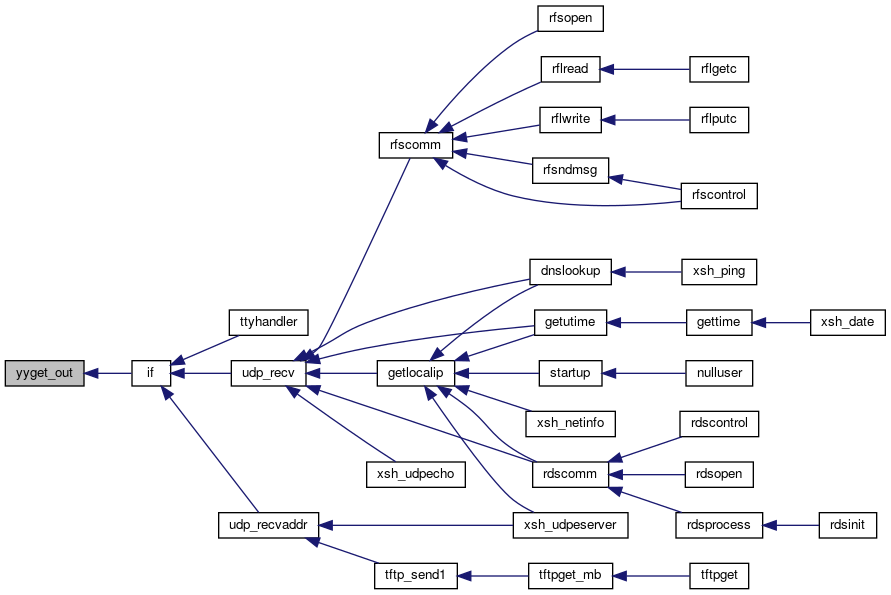 rfsopen
rflread
rflgetc
rflwrite
rflputc
rfscomm
rfsndmsg
rfscontrol
dnslookup
xsh_ping
ttyhandler
getutime
gettime
xsh_date
yyget_out
if
udp_recv
getlocalip
startup
nulluser
xsh_netinfo
rdscontrol
xsh_udpecho
rdscomm
rdsopen
udp_recvaddr
xsh_udpeserver
rdsprocess
rdsinit
tftp_send1
tftpget_mb
tftpget